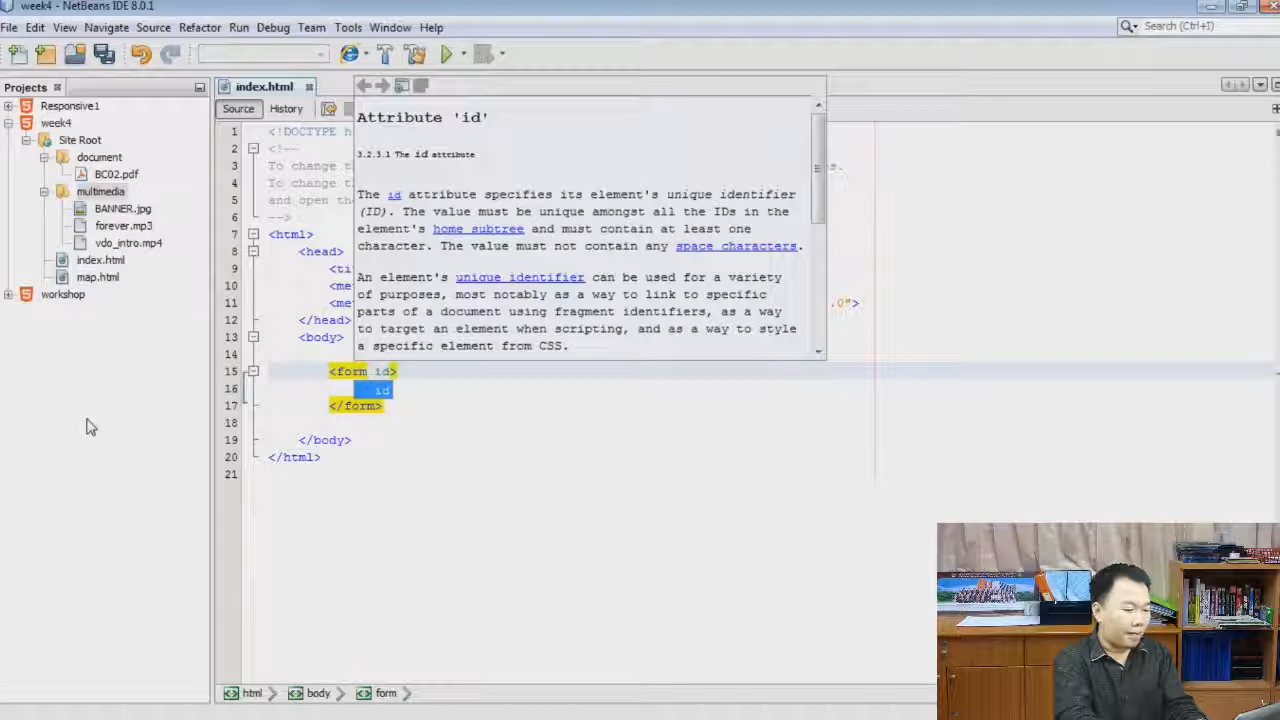 week4 - NetBeans IDE 8.0.1
File Edit View Navigate Source Refactor Run Debug Team Tools Window Help
Search (Ctrl+I)
Projects
Responsive1
week4
Site Root
document
BC02.pdf
multimedia
BANNER.jpg
forever.mp3
vdo_intro.mp4
index.html
map.html
workshop
index.html
Source History
1 <!DOCTYPE h
2 <!--
3 To change t
4 To change t
5 and open th
6 -->
7 <html>
8 <head>
9 <ti
10 <me
11 <me .0">
12 </head>
13 <body>
14
15 <form id>
16 id
17 </form>
18
19 </body>
20 </html>
21
Attribute 'id'
3.2.3.1 The id attribute
The id attribute specifies its element's unique identifier
(ID). The value must be unique amongst all the IDs in the
element's home subtree and must contain at least one
character. The value must not contain any space characters.
An element's unique identifier can be used for a variety
of purposes, most notably as a way to link to specific
parts of a document using fragment identifiers, as a way
to target an element when scripting, and as a way to style
a specific element from CSS.
html body form